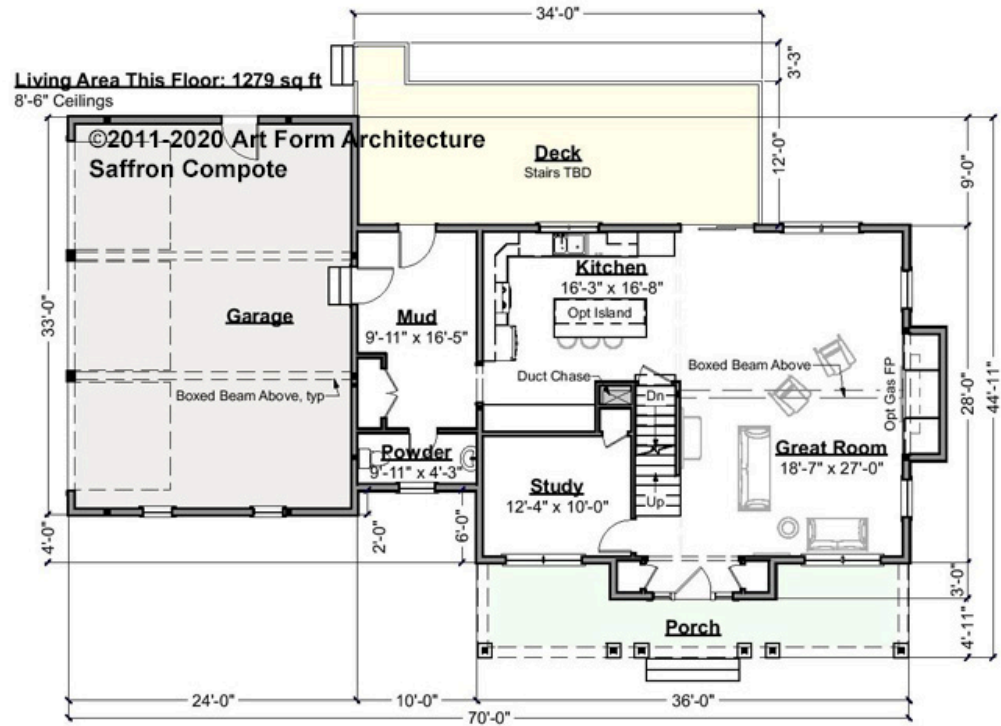 34'-0"
3'-3"
Living Area This Floor: 1279 sq ft
8'-6" Ceilings
©2011-2020 Art Form Architecture
Saffron Compote
Deck
Stairs TBD
12'-0"
9'-0"
Kitchen
16'-3" x 16'-8"
Opt Island
Garage
Mud
9'-11" x 16'-5"
33'-0"
Boxed Beam Above
Duct Chase
Dn
Boxed Beam Above, typ
Opt Gas FP
28'-0"
44'-11"
Powder
9'-11" x 4'-3"
Great Room
18'-7" x 27'-0"
Study
12'-4" x 10'-0"
Up
4'-0"
2'-0"
6'-0"
3'-0"
Porch
4'-11"
24'-0"
10'-0"
36'-0"
70'-0"